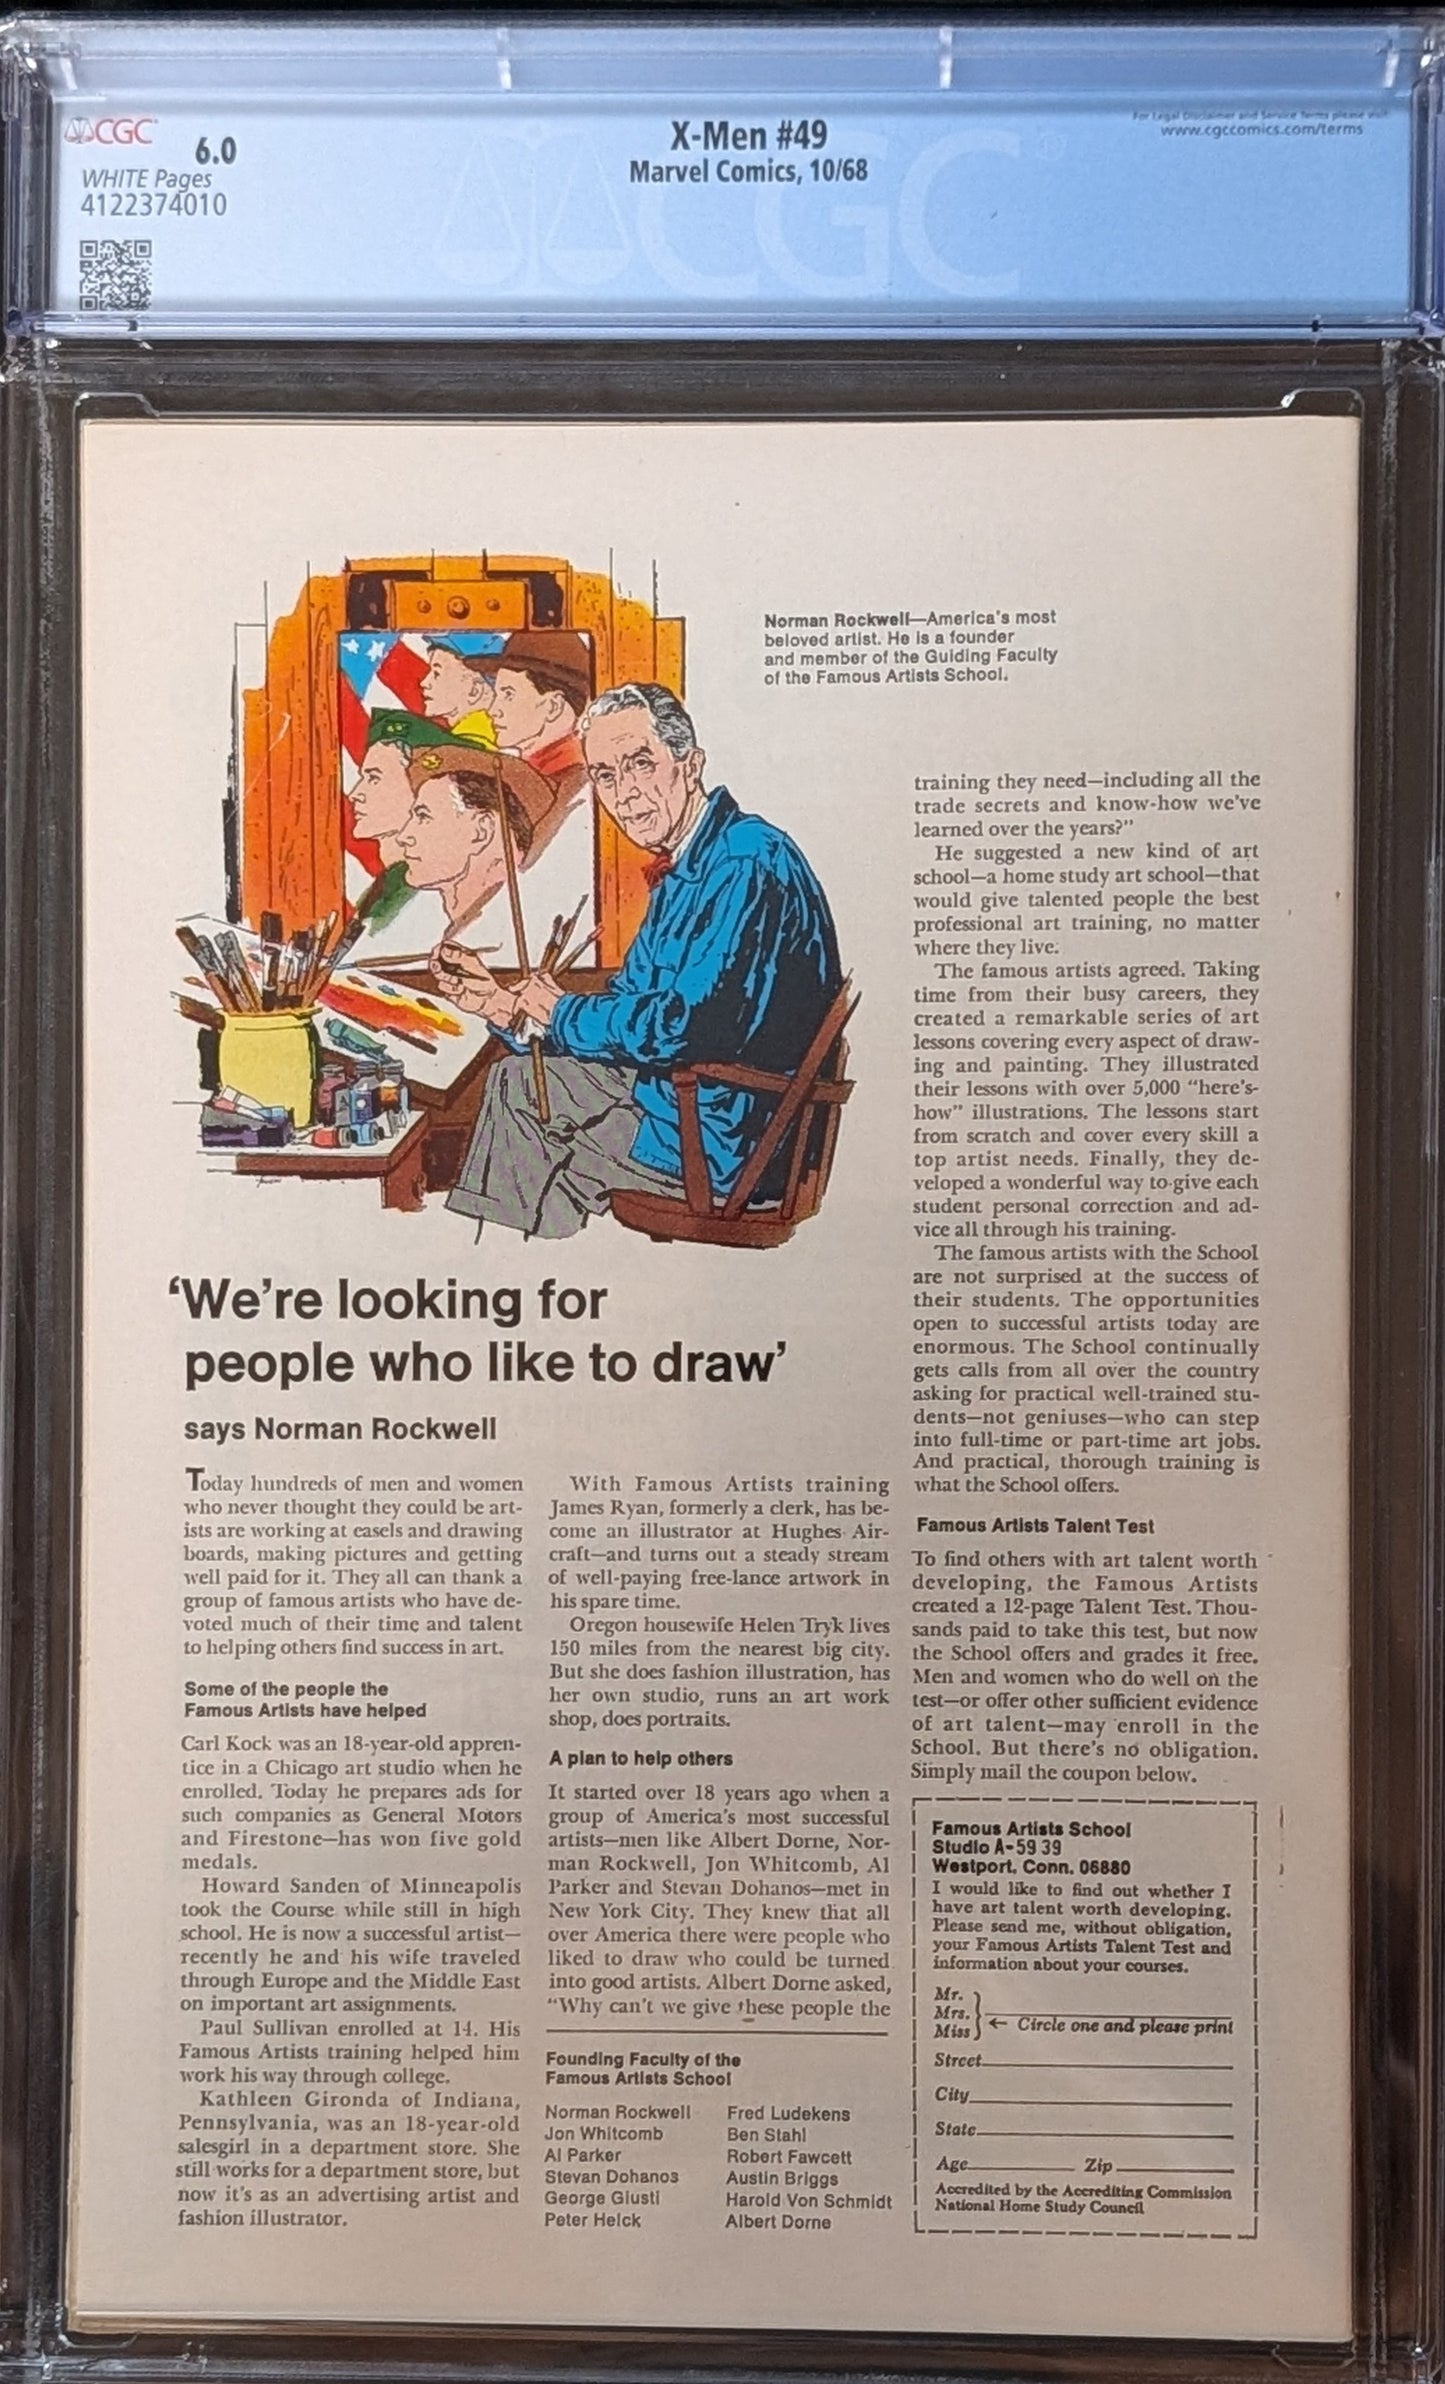 CGC
6.0
WHITE Pages
4122374010
X-Men #49
Marvel Comics, 10/68
For Legal Disclaimer and Service Terms please visit
www.cgccomics.com/terms
CGC
Norman Rockwell—America's most
beloved artist. He is a founder
and member of the Guiding Faculty
of the Famous Artists School.
'We're looking for
people who like to draw'
says Norman Rockwell
Today hundreds of men and women
who never thought they could be art-
ists are working at easels and drawing
boards, making pictures and getting
well paid for it. They all can thank a
group of famous artists who have de-
voted much of their time and talent
to helping others find success in art.
Some of the people the
Famous Artists have helped
Carl Kock was an 18-year-old appren-
tice in a Chicago art studio when he
enrolled. Today he prepares ads for
such companies as General Motors
and Firestone—has won five gold
medals.
Howard Sanden of Minneapolis
took the Course while still in high
school. He is now a successful artist—
recently he and his wife traveled
through Europe and the Middle East
on important art assignments.
Paul Sullivan enrolled at 14. His
Famous Artists training helped him
work his way through college.
Kathleen Gironda of Indiana,
Pennsylvania, was an 18-year-old
salesgirl in a department store. She
still works for a department store, but
now it's as an advertising artist and
fashion illustrator.
With Famous Artists training
James Ryan, formerly a clerk, has be-
come an illustrator at Hughes Air-
craft—and turns out a steady stream
of well-paying free-lance artwork in
his spare time.
Oregon housewife Helen Tryk lives
150 miles from the nearest big city.
But she does fashion illustration, has
her own studio, runs an art work
shop, does portraits.
A plan to help others
It started over 18 years ago when a
group of America's most successful
artists—men like Albert Dorne, Nor-
man Rockwell, Jon Whitcomb, Al
Parker and Stevan Dohanos—met in
New York City. They knew that all
over America there were people who
liked to draw who could be turned
into good artists. Albert Dorne asked,
"Why can't we give these people the
Founding Faculty of the
Famous Artists School
Norman Rockwell
Jon Whitcomb
Al Parker
Stevan Dohanos
George Giusti
Peter Helck
Fred Ludekens
Ben Stahl
Robert Fawcett
Austin Briggs
Harold Von Schmidt
Albert Dorne
training they need—including all the
trade secrets and know-how we've
learned over the years?"
He suggested a new kind of art
school—a home study art school—that
would give talented people the best
professional art training, no matter
where they live.
The famous artists agreed. Taking
time from their busy careers, they
created a remarkable series of art
lessons covering every aspect of draw-
ing and painting. They illustrated
their lessons with over 5,000 "here's-
how" illustrations. The lessons start
from scratch and cover every skill a
top artist needs. Finally, they de-
veloped a wonderful way to give each
student personal correction and ad-
vice all through his training.
The famous artists with the School
are not surprised at the success of
their students. The opportunities
open to successful artists today are
enormous. The School continually
gets calls from all over the country
asking for practical well-trained stu-
dents—not geniuses—who can step
into full-time or part-time art jobs.
And practical, thorough training is
what the School offers.
Famous Artists Talent Test
To find others with art talent worth
developing, the Famous Artists
created a 12-page Talent Test. Thou-
sands paid to take this test, but now
the School offers and grades it free.
Men and women who do well on the
test—or offer other sufficient evidence
of art talent—may enroll in the
School. But there's no obligation.
Simply mail the coupon below.
Famous Artists School
Studio A-59 39
Westport, Conn. 06880
I would like to find out whether I
have art talent worth developing.
Please send me, without obligation,
your Famous Artists Talent Test and
information about your courses.
Mr.
Mrs.
Miss
← Circle one and please print
Street
City
State
Age Zip
Accredited by the Accrediting Commission
National Home Study Council